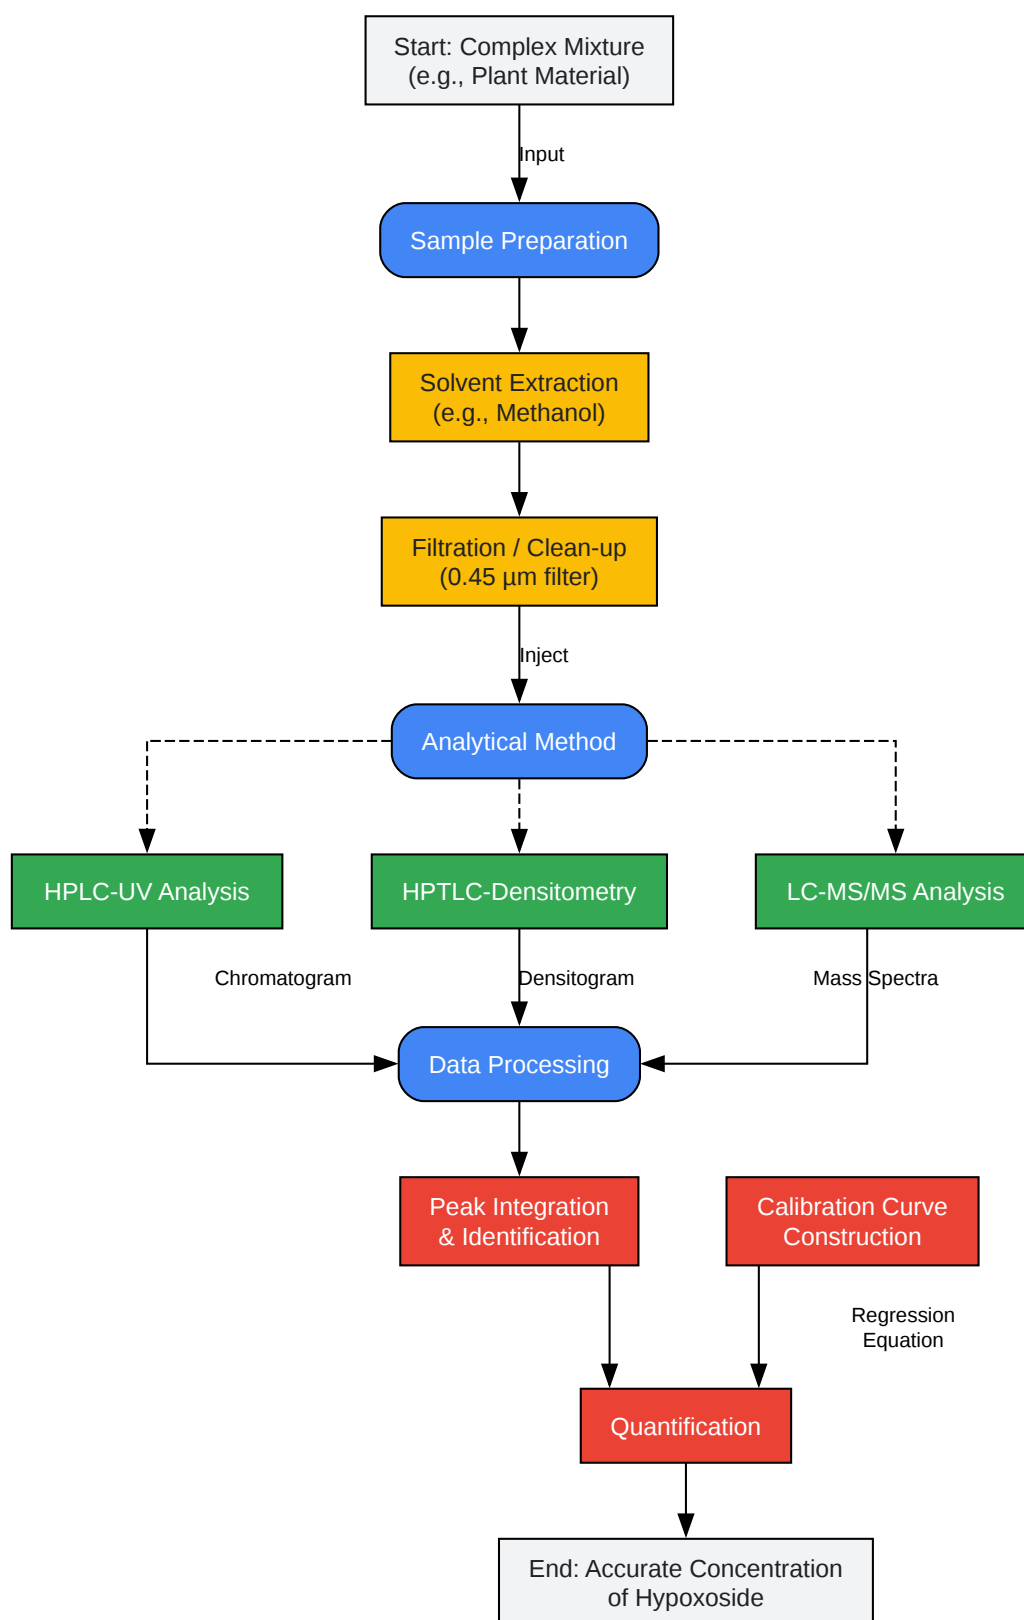 Start: Complex Mixture
(e.g., Plant Material)
Input
Sample Preparation
Solvent Extraction
(e.g., Methanol)
Filtration / Clean-up
(0.45 µm filter)
Inject
Analytical Method
HPLC-UV Analysis
HPTLC-Densitometry
LC-MS/MS Analysis
Chromatogram
Densitogram
Mass Spectra
Data Processing
Peak Integration
& Identification
Calibration Curve
Construction
Regression
Equation
Quantification
End: Accurate Concentration
of Hypoxoside